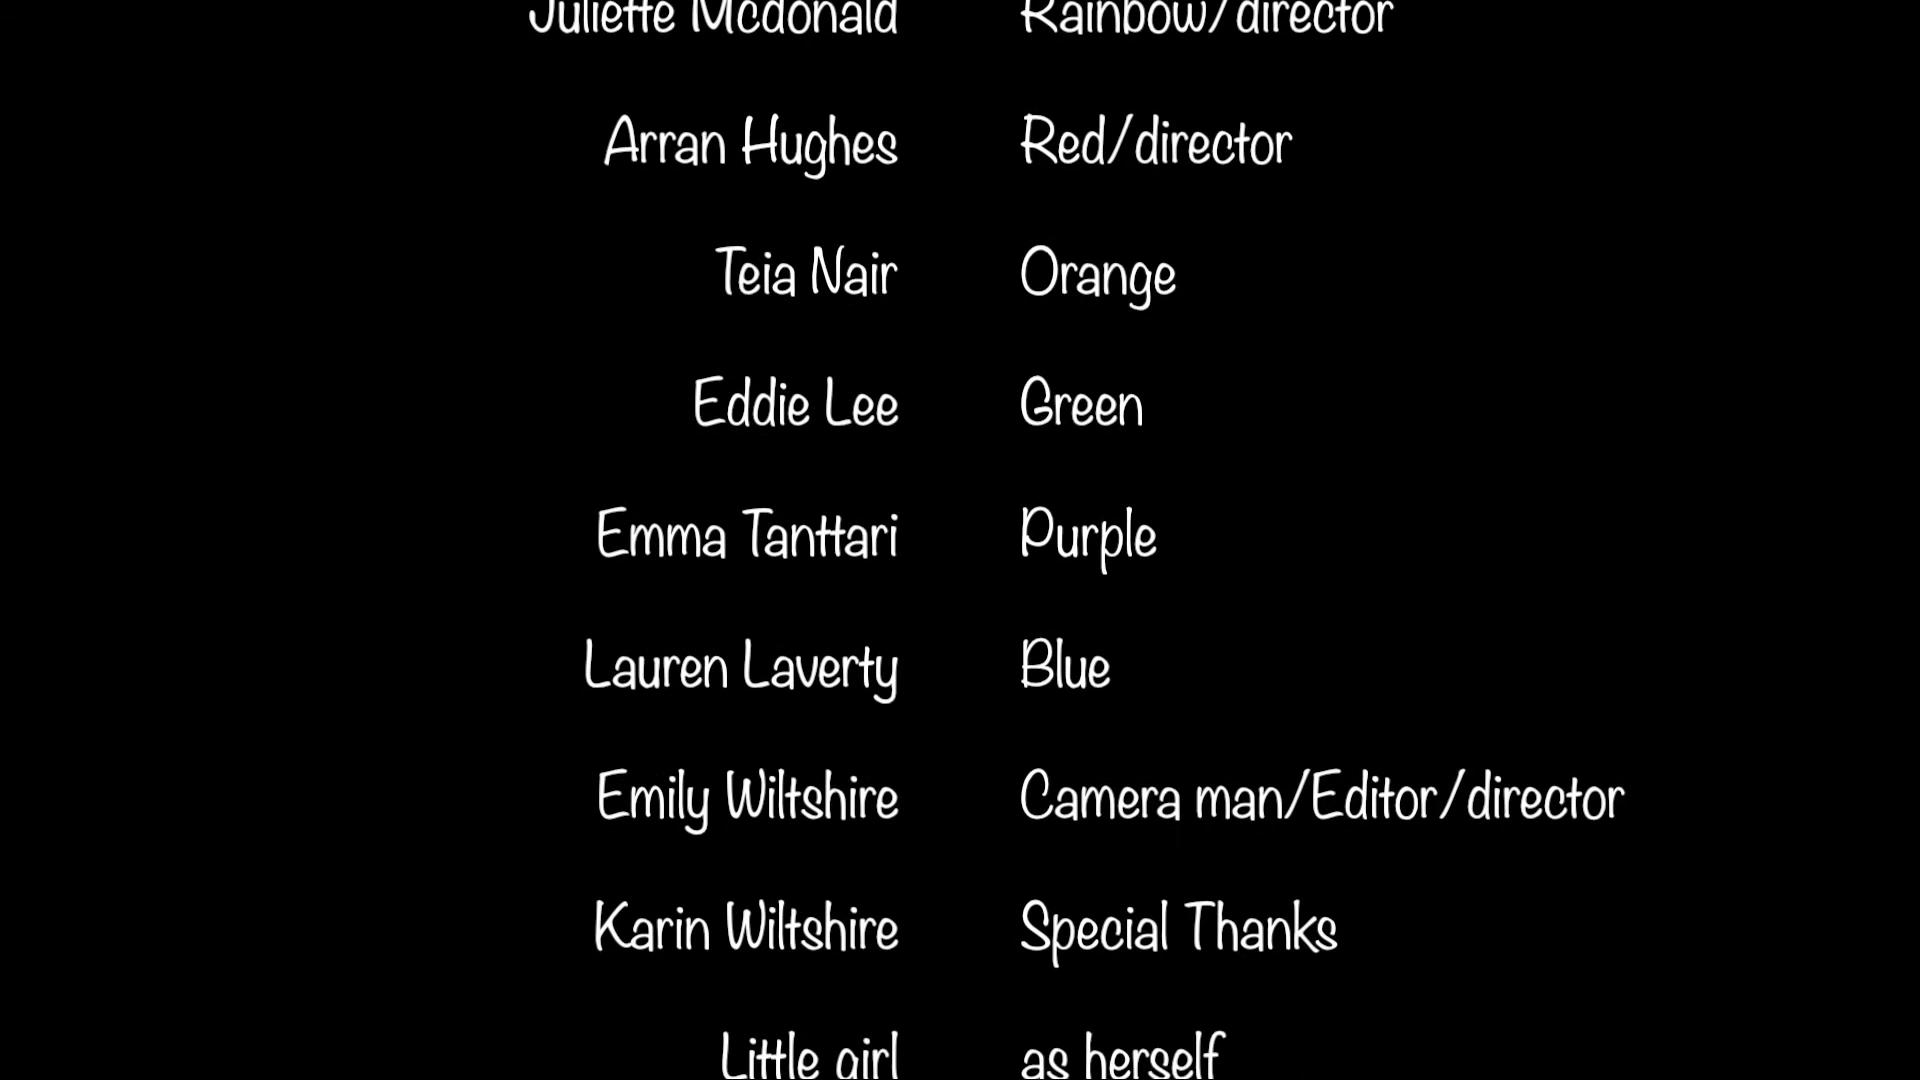 Juliette Mcdonald Rainbow/director
Arran Hughes Red/director
Teia Nair Orange
Eddie Lee Green
Emma Tanttari Purple
Lauren Laverty Blue
Emily Wiltshire Camera man/Editor/director
Karin Wiltshire Special Thanks
Little girl as herself